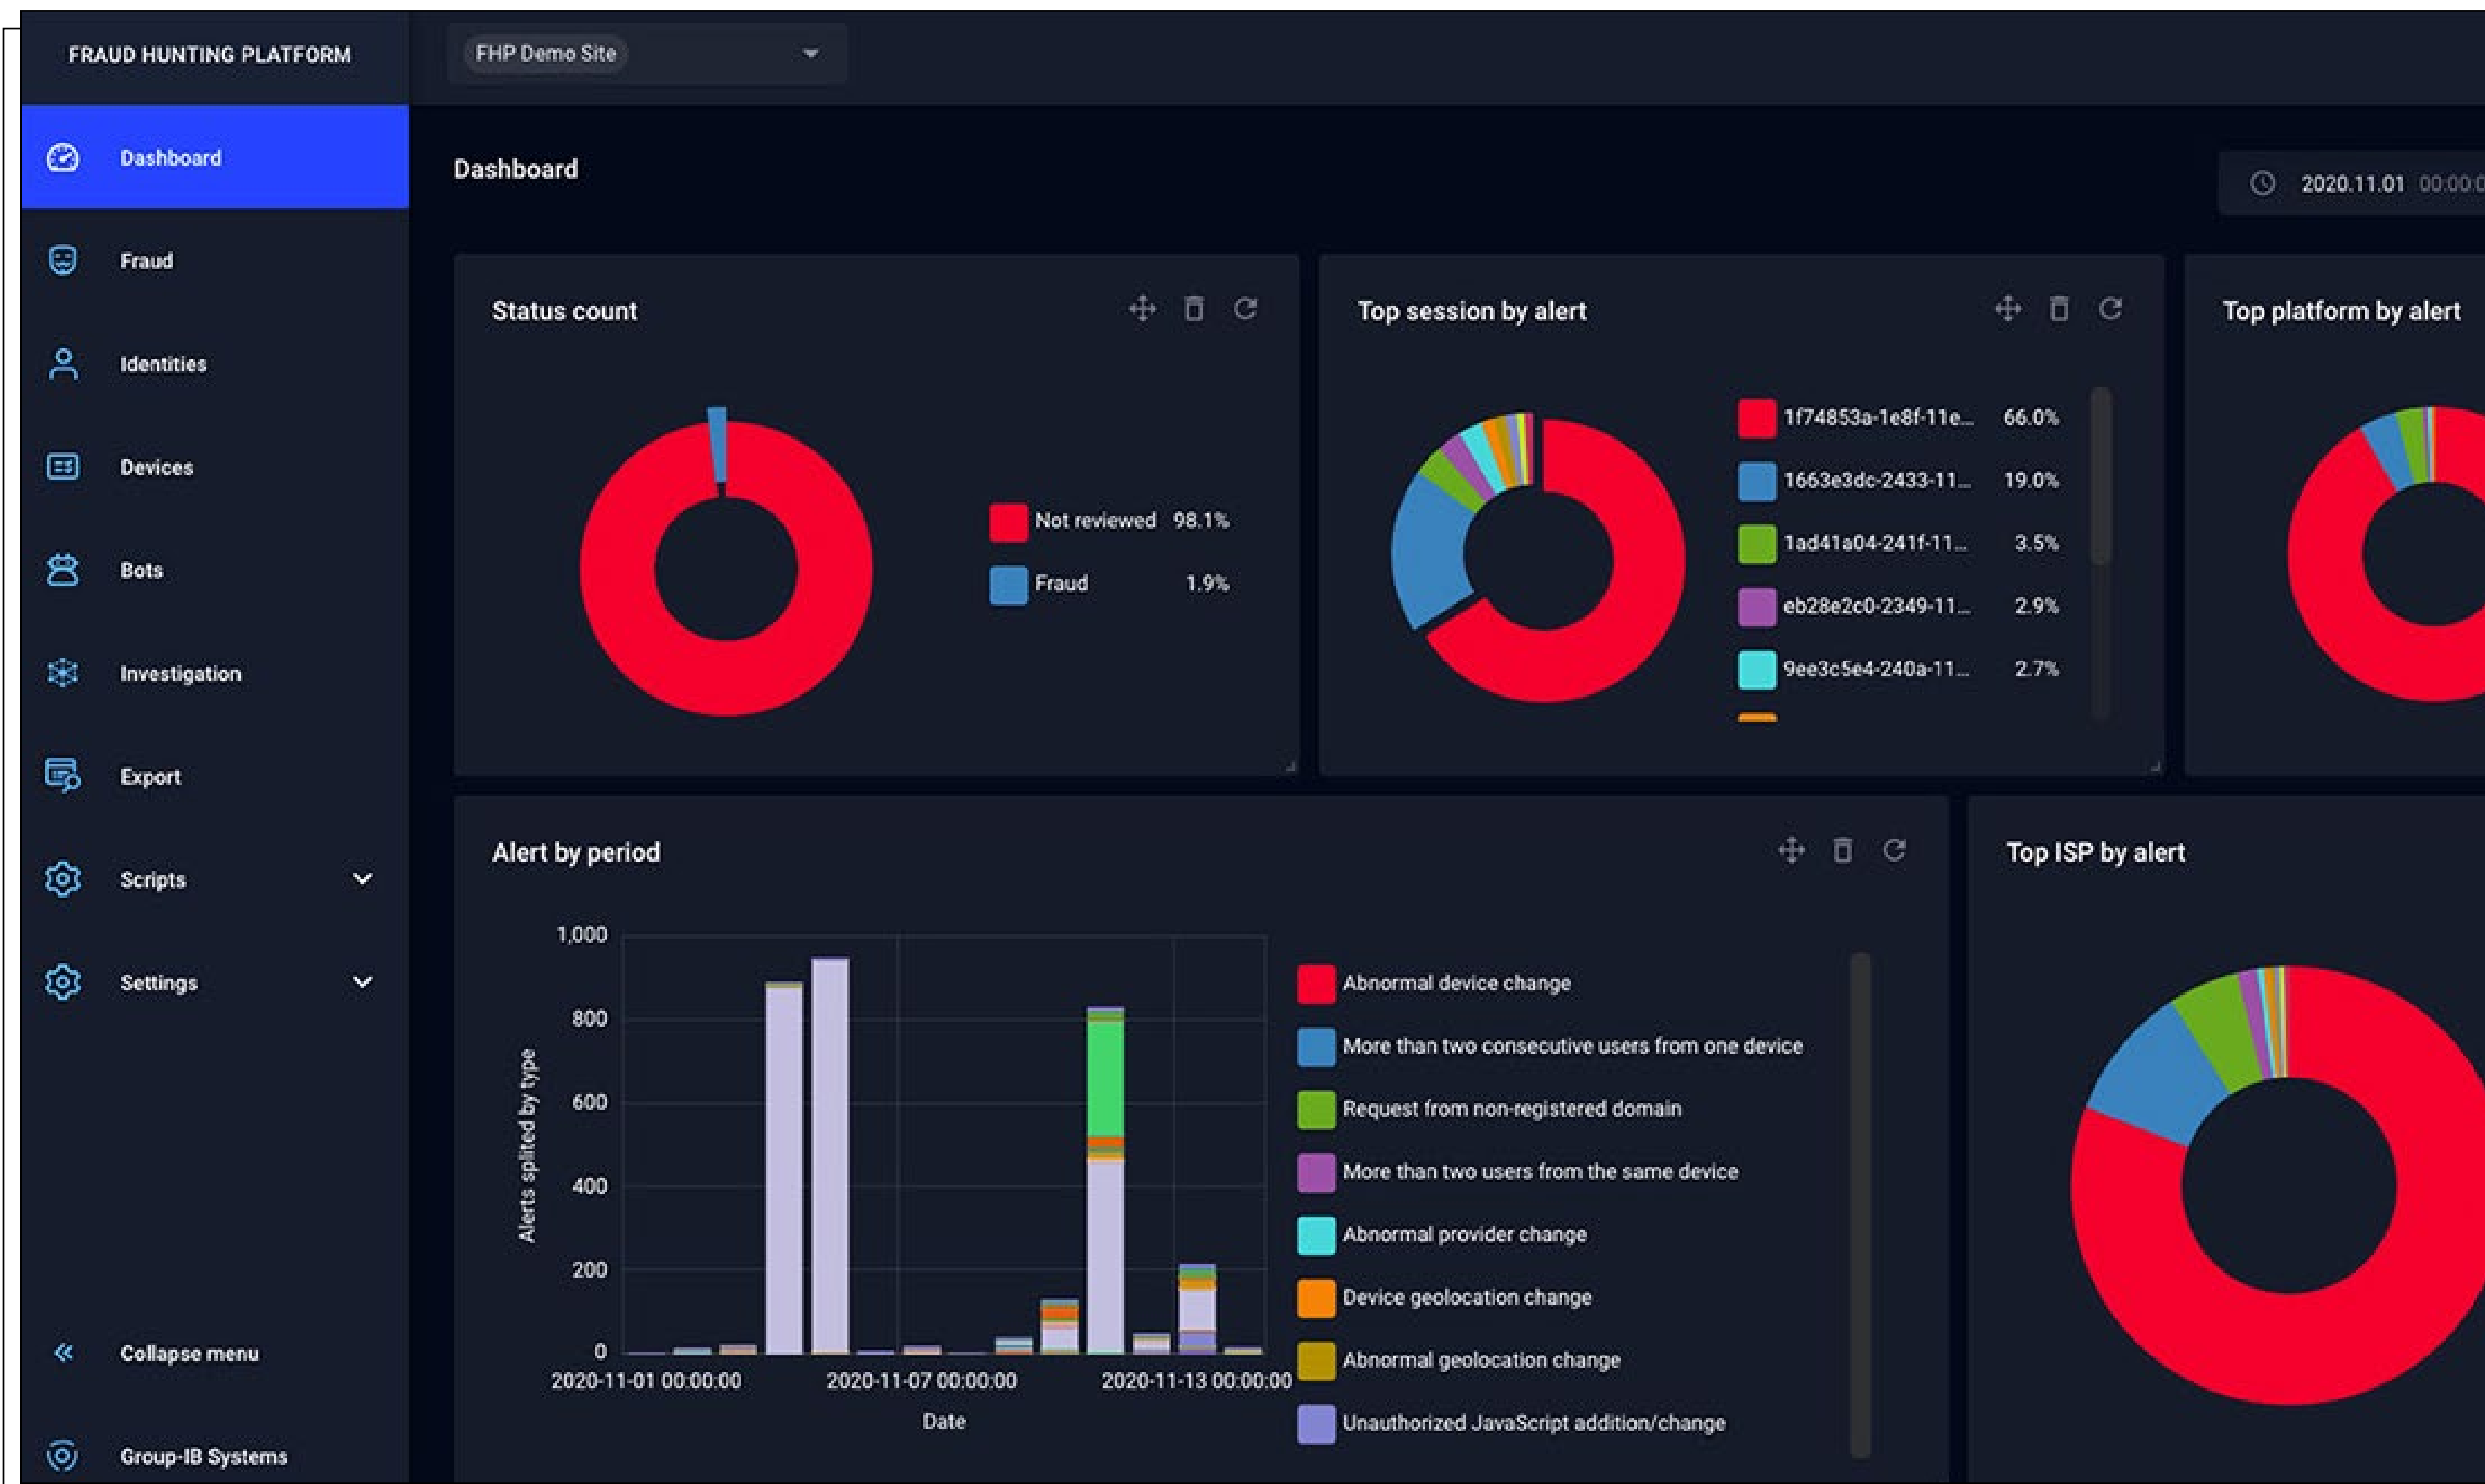 FRAUD HUNTING PLATFORM
FHP Demo Site
Dashboard
Fraud
Identities
Devices
Bots
Investigation
Export
Scripts
Settings
Collapse menu
Group-IB Systems
Dashboard
2020.11.01 00:00:0
Status count
Not reviewed 98.1%
Fraud 1.9%
Top session by alert
1f74853a-1e8f-11e... 66.0%
1663e3dc-2433-11... 19.0%
1ad41a04-241f-11... 3.5%
eb28e2c0-2349-11... 2.9%
9ee3c5e4-240a-11... 2.7%
Top platform by alert
Alert by period
Alerts splited by type
1,000
800
600
400
200
0
2020-11-01 00:00:00
2020-11-07 00:00:00
2020-11-13 00:00:00
Date
Abnormal device change
More than two consecutive users from one device
Request from non-registered domain
More than two users from the same device
Abnormal provider change
Device geolocation change
Abnormal geolocation change
Unauthorized JavaScript addition/change
Top ISP by alert